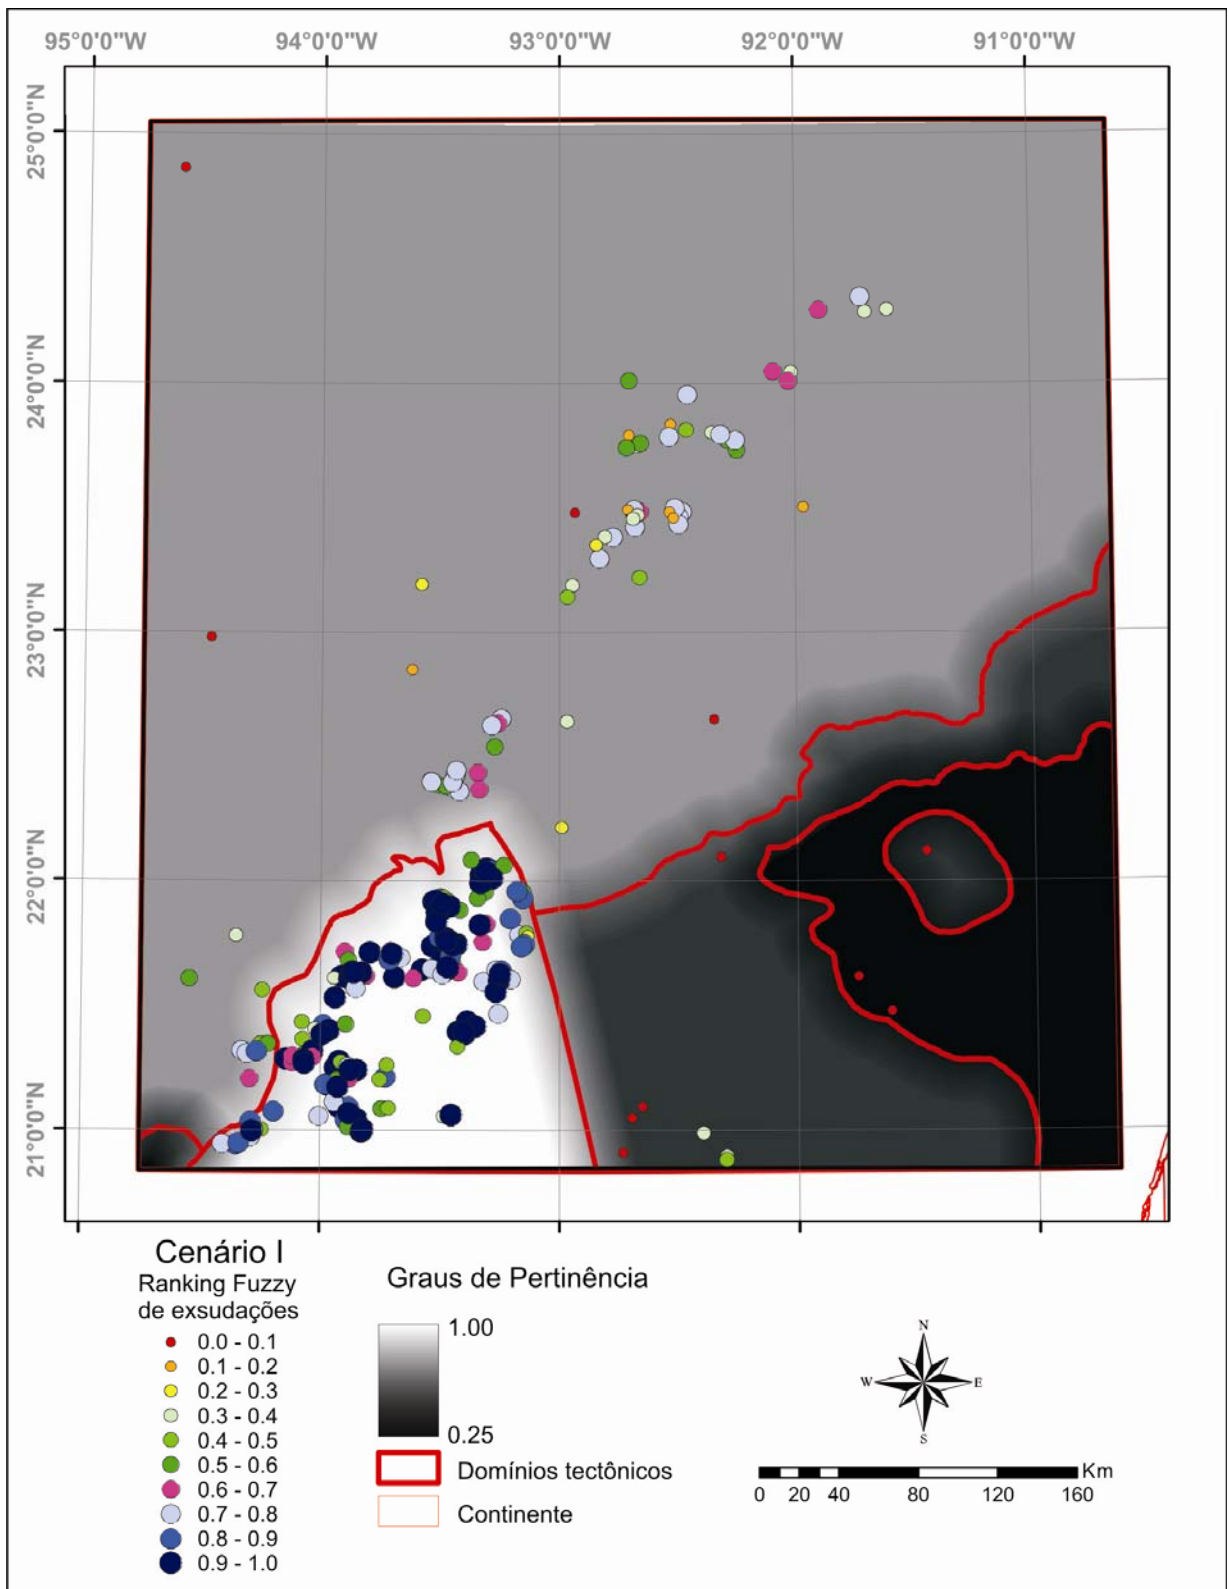 95°0'0"W 94°0'0"W 93°0'0"W 92°0'0"W 91°0'0"W
25°0'0"N
24°0'0"N
23°0'0"N
22°0'0"N
21°0'0"N
Cenário I
Ranking Fuzzy
de exsudações
0.0 - 0.1
0.1 - 0.2
0.2 - 0.3
0.3 - 0.4
0.4 - 0.5
0.5 - 0.6
0.6 - 0.7
0.7 - 0.8
0.8 - 0.9
0.9 - 1.0
Graus de Pertinência
1.00
0.25
Domínios tectônicos
Continente
N
W E
S
Km
0 20 40 80 120 160